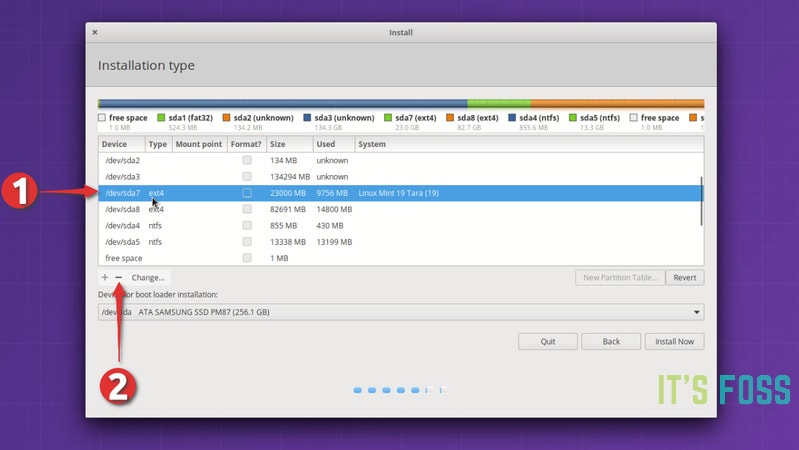 Install
Installation type
free space sda1 (fat32) sda2 (unknown) sda3 (unknown) sda7 (ext4) sda8 (ext4) sda4 (ntfs) sda5 (ntfs) free space s
1.0 MB 524.3 MB 134.2 MB 134.3 GB 23.0 GB 82.7 GB 855.6 MB 13.3 GB 1.0 MB
Device Type Mount point Format? Size Used System
/dev/sda2 134 MB unknown
/dev/sda3 134294 MB unknown
1 /dev/sda7 ext4 23000 MB 9756 MB Linux Mint 19 Tara (19)
/dev/sda8 ext4 82691 MB 14800 MB
/dev/sda4 ntfs 855 MB 430 MB
/dev/sda5 ntfs 13338 MB 13199 MB
free space 1 MB
+ − Change... New Partition Table... Revert
Device for boot loader installation:
/dev/sda ATA SAMSUNG SSD PM87 (256.1 GB)
Quit Back Install Now
2
IT'S FOSS